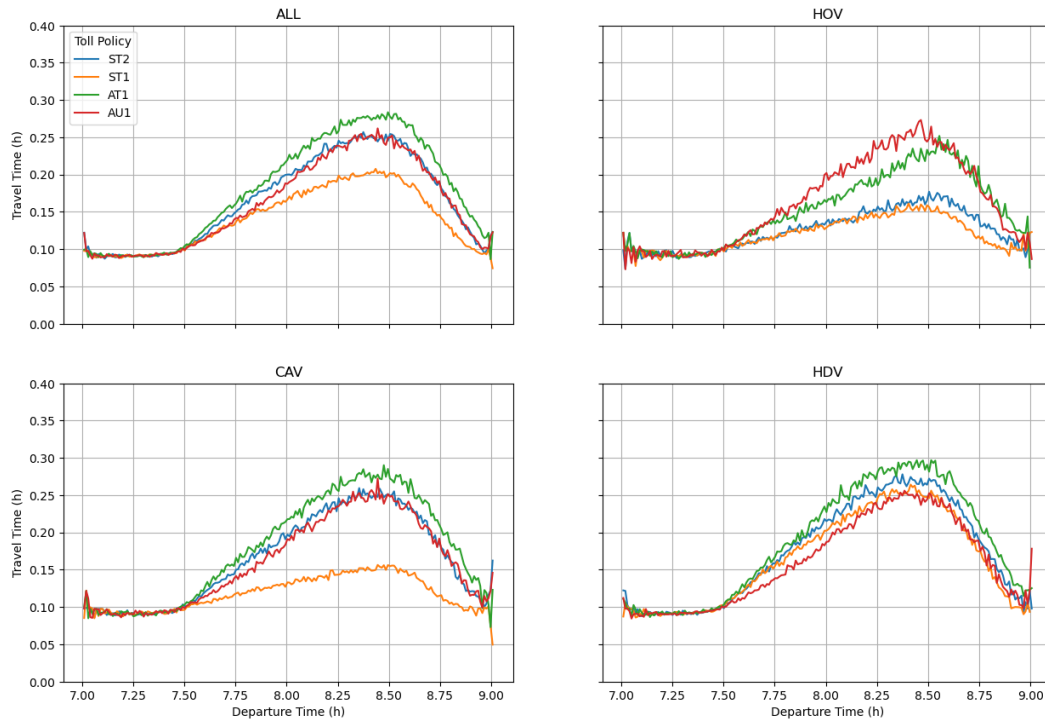 ALL
HOV
0.40
0.35
0.30
0.25
0.20
0.15
0.10
0.05
0.00
Travel Time (h)
Toll Policy
ST2
ST1
AT1
AU1
CAV
HDV
0.40
0.35
0.30
0.25
0.20
0.15
0.10
0.05
0.00
Travel Time (h)
7.00 7.25 7.50 7.75 8.00 8.25 8.50 8.75 9.00
Departure Time (h)
7.00 7.25 7.50 7.75 8.00 8.25 8.50 8.75 9.00
Departure Time (h)